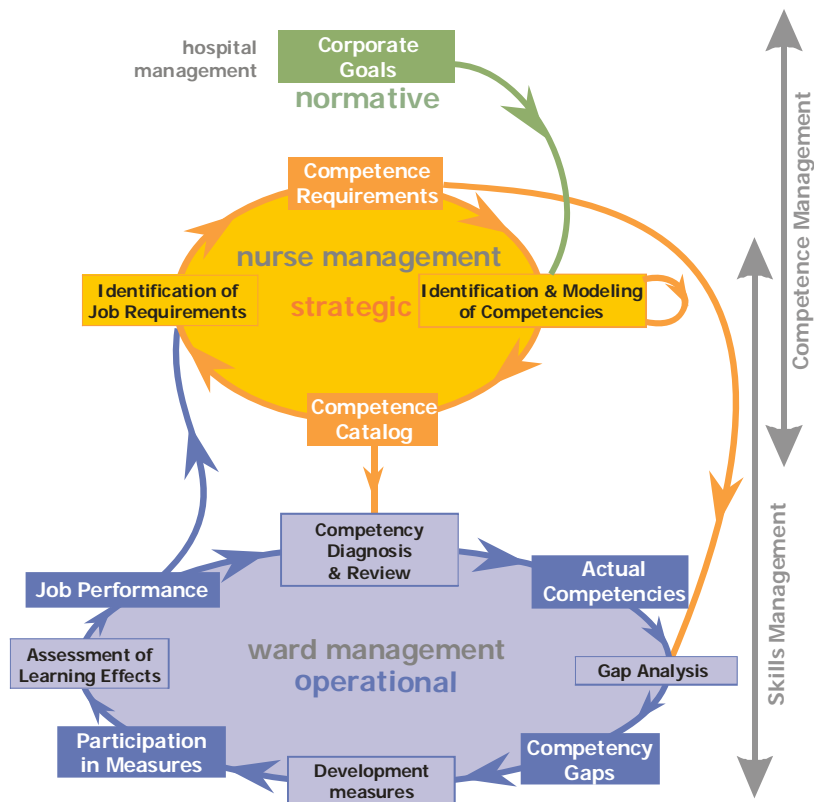 hospital
management
Corporate
Goals
normative
Competence
Requirements
nurse management
Identification of
Job Requirements
strategic
Identification & Modeling
of Competencies
Competence
Catalog
Competence Management
Competency
Diagnosis
& Review
Job Performance
Actual
Competencies
ward management
operational
Assessment of
Learning Effects
Gap Analysis
Participation
in Measures
Development
measures
Competency
Gaps
Skills Management